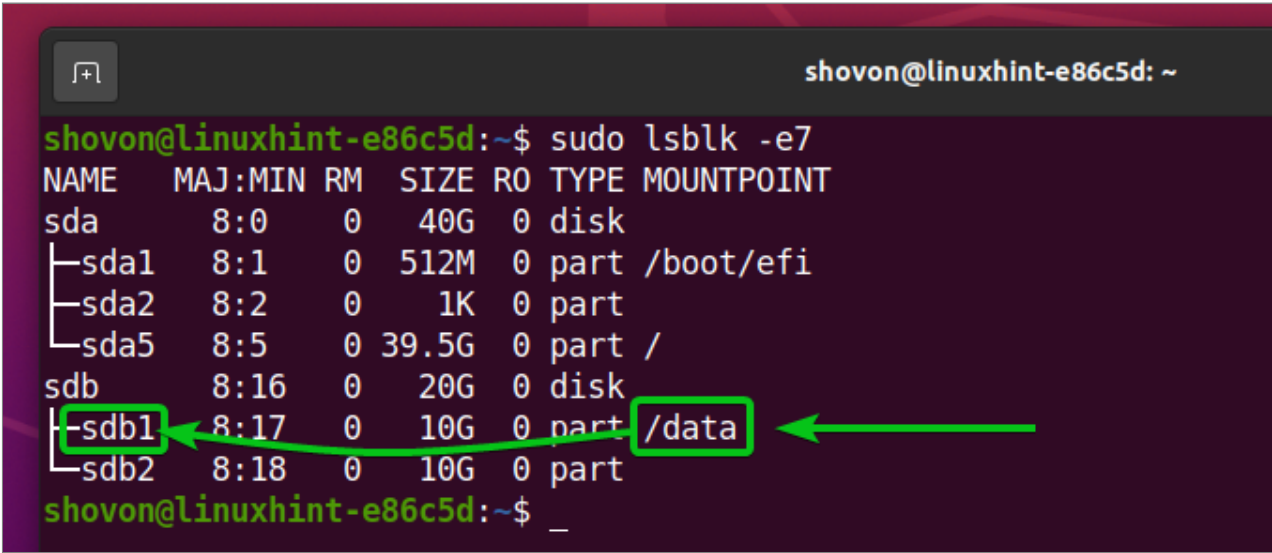 shovon@linuxhint-e86c5d: ~
shovon@linuxhint-e86c5d:~$ sudo lsblk -e7
NAME   MAJ:MIN RM  SIZE RO TYPE MOUNTPOINT
sda      8:0    0   40G  0 disk
├─sda1   8:1    0  512M  0 part /boot/efi
├─sda2   8:2    0    1K  0 part
└─sda5   8:5    0 39.5G  0 part /
sdb      8:16   0   20G  0 disk
├─sdb1   8:17   0   10G  0 part /data
└─sdb2   8:18   0   10G  0 part
shovon@linuxhint-e86c5d:~$ _